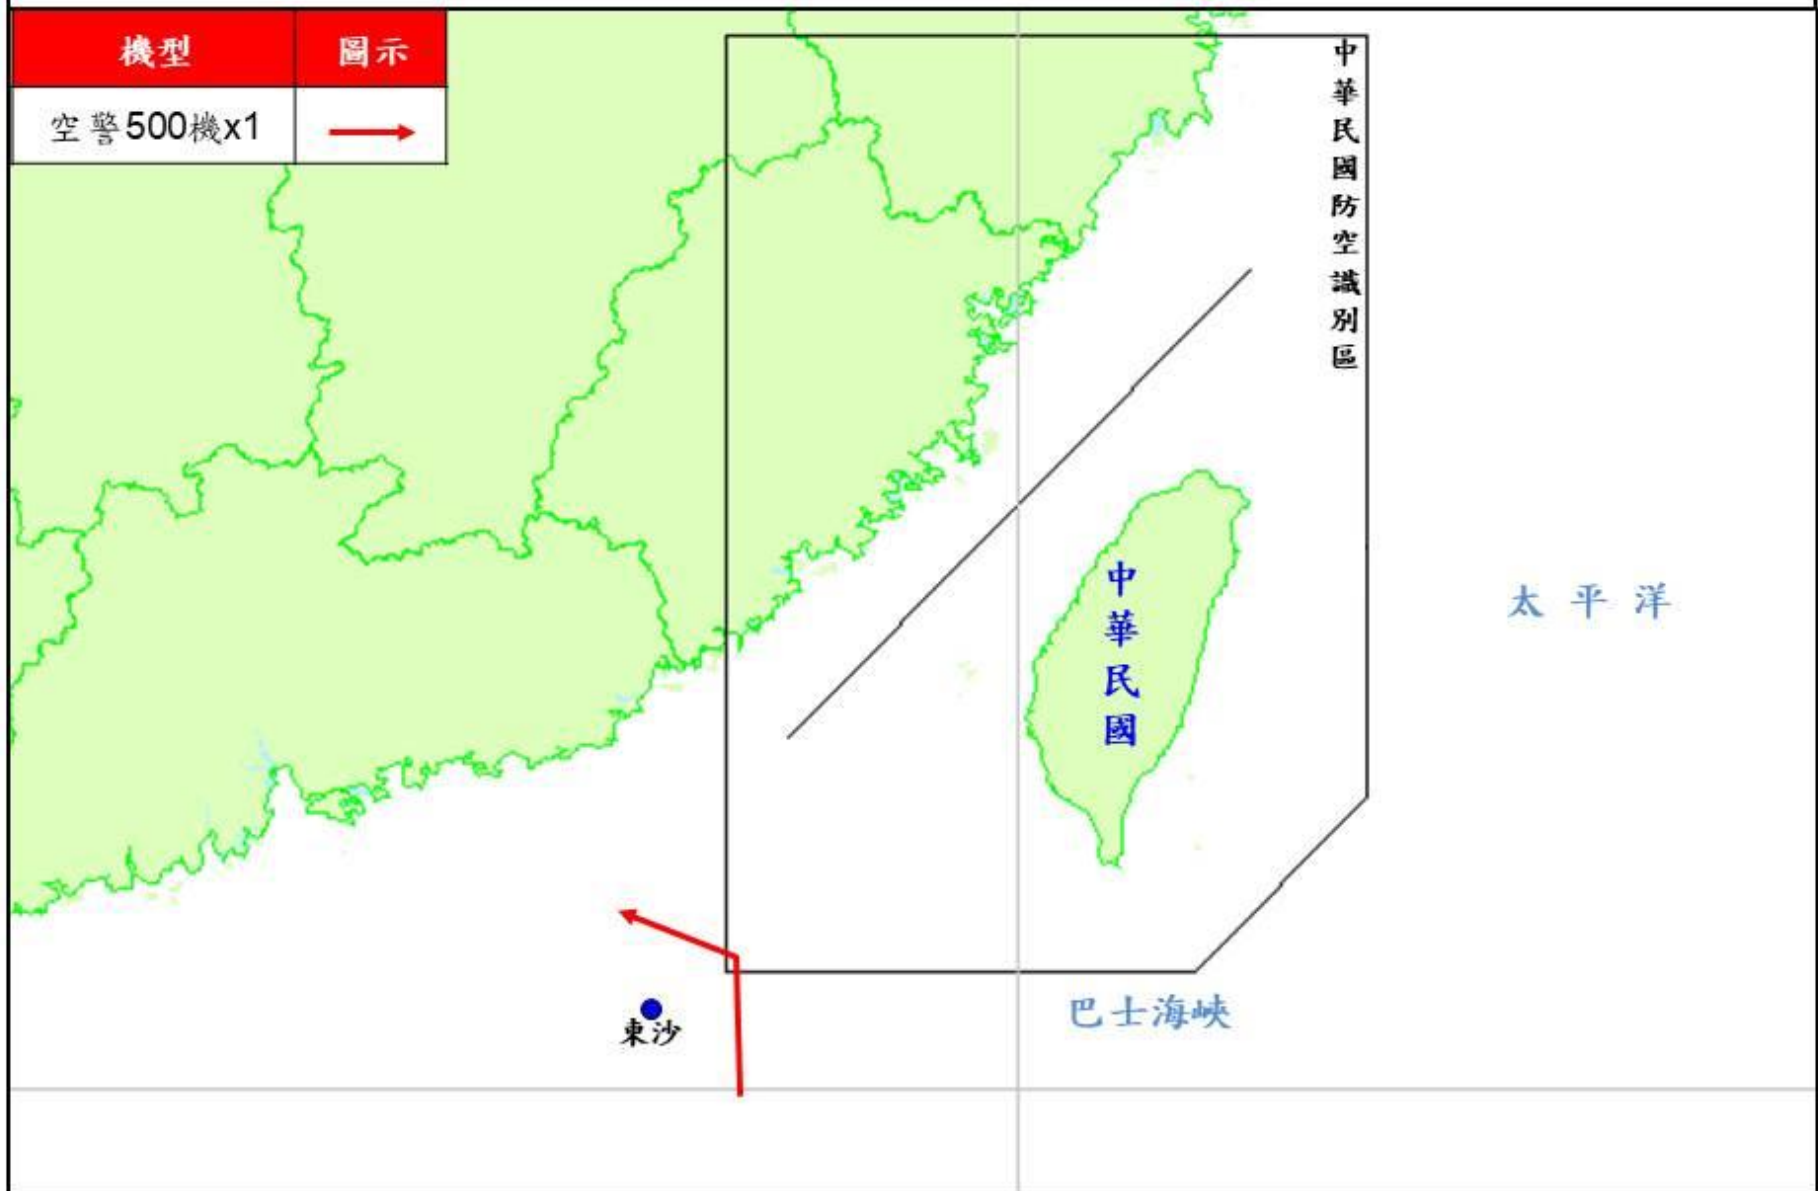 機型 圖示
空警500機x1
中華民國防空識別區
中華民國
太平洋
巴士海峽
東沙